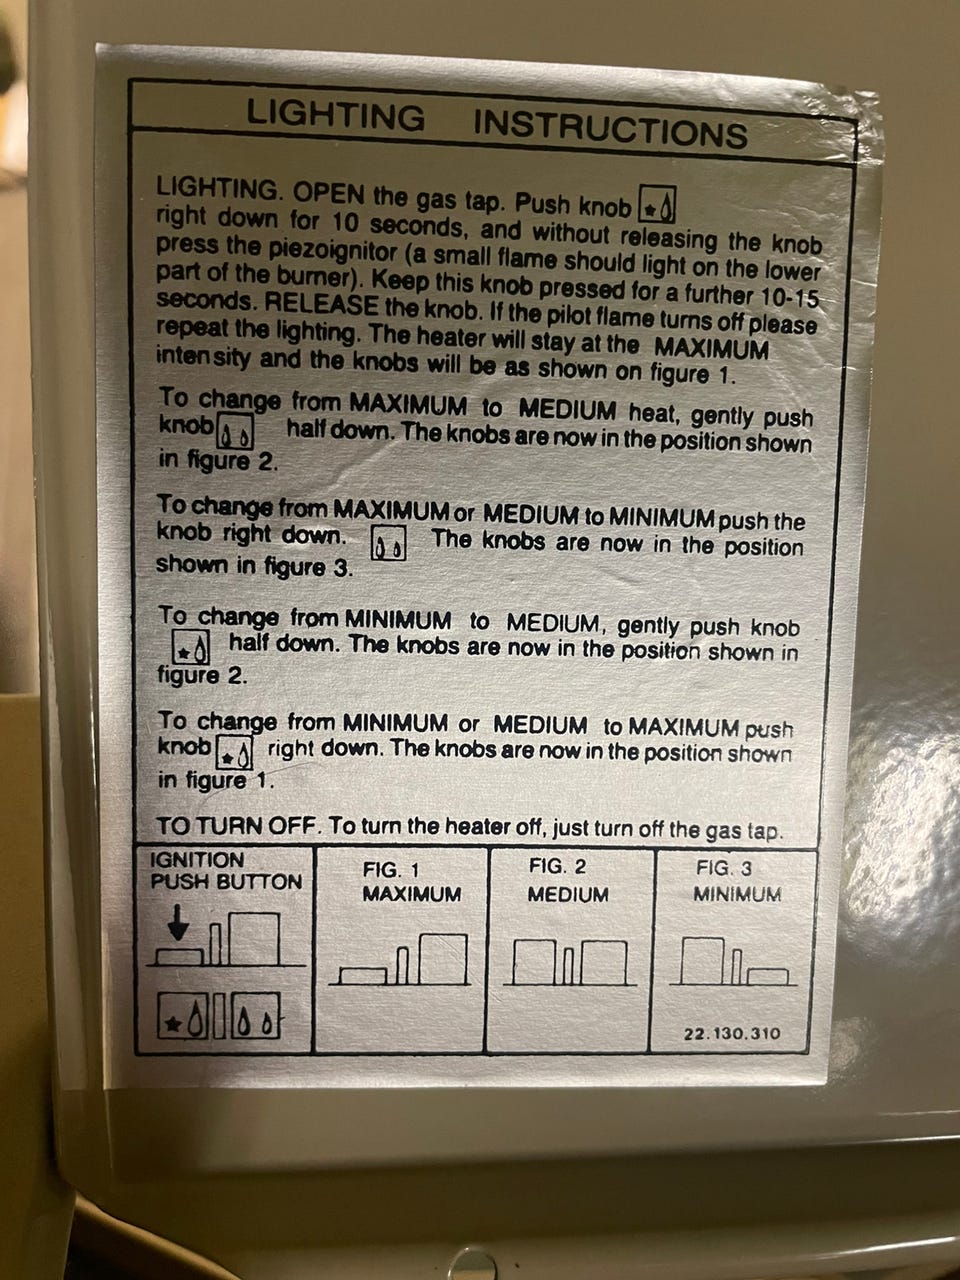 LIGHTING INSTRUCTIONS
LIGHTING. OPEN the gas tap. Push knob
right down for 10 seconds, and without releasing the knob
press the piezoignitor (a small flame should light on the lower
part of the burner). Keep this knob pressed for a further 10-15
seconds. RELEASE the knob. If the pilot flame turns off please
repeat the lighting. The heater will stay at the MAXIMUM
intensity and the knobs will be as shown on figure 1.
To change from MAXIMUM to MEDIUM heat, gently push
knob half down. The knobs are now in the position shown
in figure 2.
To change from MAXIMUM or MEDIUM to MINIMUM push the
knob right down. The knobs are now in the position
shown in figure 3.
To change from MINIMUM to MEDIUM, gently push knob
half down. The knobs are now in the position shown in
figure 2.
To change from MINIMUM or MEDIUM to MAXIMUM push
knob right down. The knobs are now in the position shown
in figure 1.
TO TURN OFF. To turn the heater off, just turn off the gas tap.
IGNITION
PUSH BUTTON
FIG. 1
MAXIMUM
FIG. 2
MEDIUM
FIG. 3
MINIMUM
22.130.310